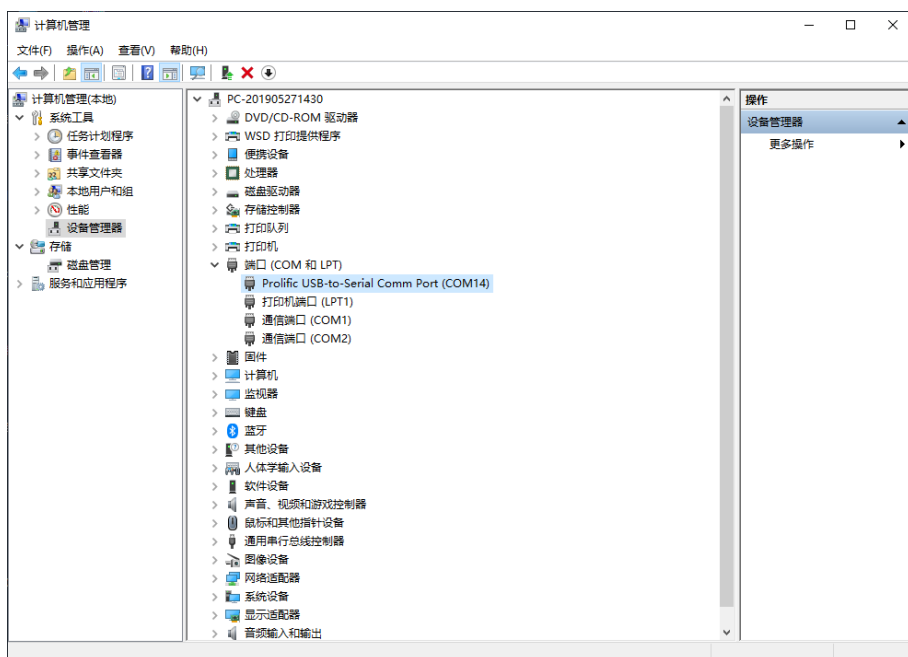 计算机管理
文件(F) 操作(A) 查看(V) 帮助(H)
计算机管理(本地)
系统工具
任务计划程序
事件查看器
共享文件夹
本地用户和组
性能
设备管理器
存储
磁盘管理
服务和应用程序
PC-201905271430
DVD/CD-ROM 驱动器
WSD 打印提供程序
便携设备
处理器
磁盘驱动器
存储控制器
打印队列
打印机
端口 (COM 和 LPT)
Prolific USB-to-Serial Comm Port (COM14)
打印机端口 (LPT1)
通信端口 (COM1)
通信端口 (COM2)
固件
计算机
监视器
键盘
蓝牙
其他设备
人体学输入设备
软件设备
声音、视频和游戏控制器
鼠标和其他指针设备
通用串行总线控制器
图像设备
网络适配器
系统设备
显示适配器
音频输入和输出
操作
设备管理器
更多操作